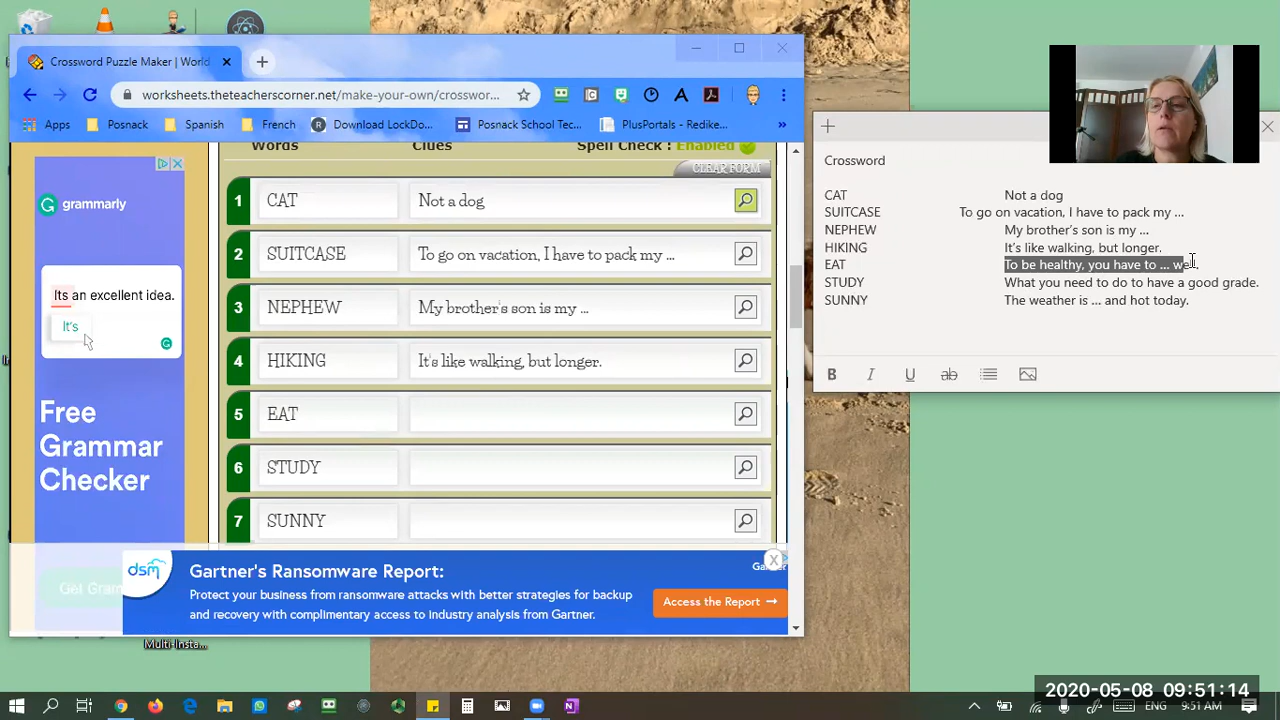 Crossword Puzzle Maker | World
worksheets.theteacherscorner.net/make-your-own/crosswor...
Apps
Posnack
Spanish
French
Download LockDo...
Posnack School Tec...
PlusPortals - Redike...
»
Words Clues Spell Check : Enabled
CLEAR FORM
1 CAT Not a dog
2 SUITCASE To go on vacation, I have to pack my ...
3 NEPHEW My brother's son is my ...
4 HIKING It's like walking, but longer.
5 EAT
6 STUDY
7 SUNNY
grammarly
Its an excellent idea.
It's
Free
Grammar
Checker
dsm
Gartner's Ransomware Report:
Protect your business from ransomware attacks with better strategies for backup
and recovery with complimentary access to industry analysis from Gartner.
Access the Report →
X
Multi-Insta...
Crossword
CAT Not a dog
SUITCASE To go on vacation, I have to pack my ...
NEPHEW My brother's son is my ...
HIKING It's like walking, but longer.
EAT To be healthy, you have to ... we
STUDY What you need to do to have a good grade.
SUNNY The weather is ... and hot today.
B I U ab
2020-05-08 09:51:14
ENG 9:51 AM